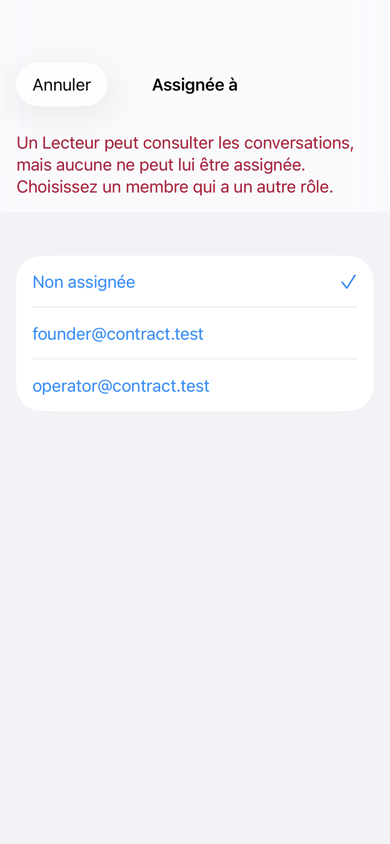 Annuler
Assignée à
Un Lecteur peut consulter les conversations,
mais aucune ne peut lui être assignée.
Choisissez un membre qui a un autre rôle.
Non assignée
founder@contract.test
operator@contract.test